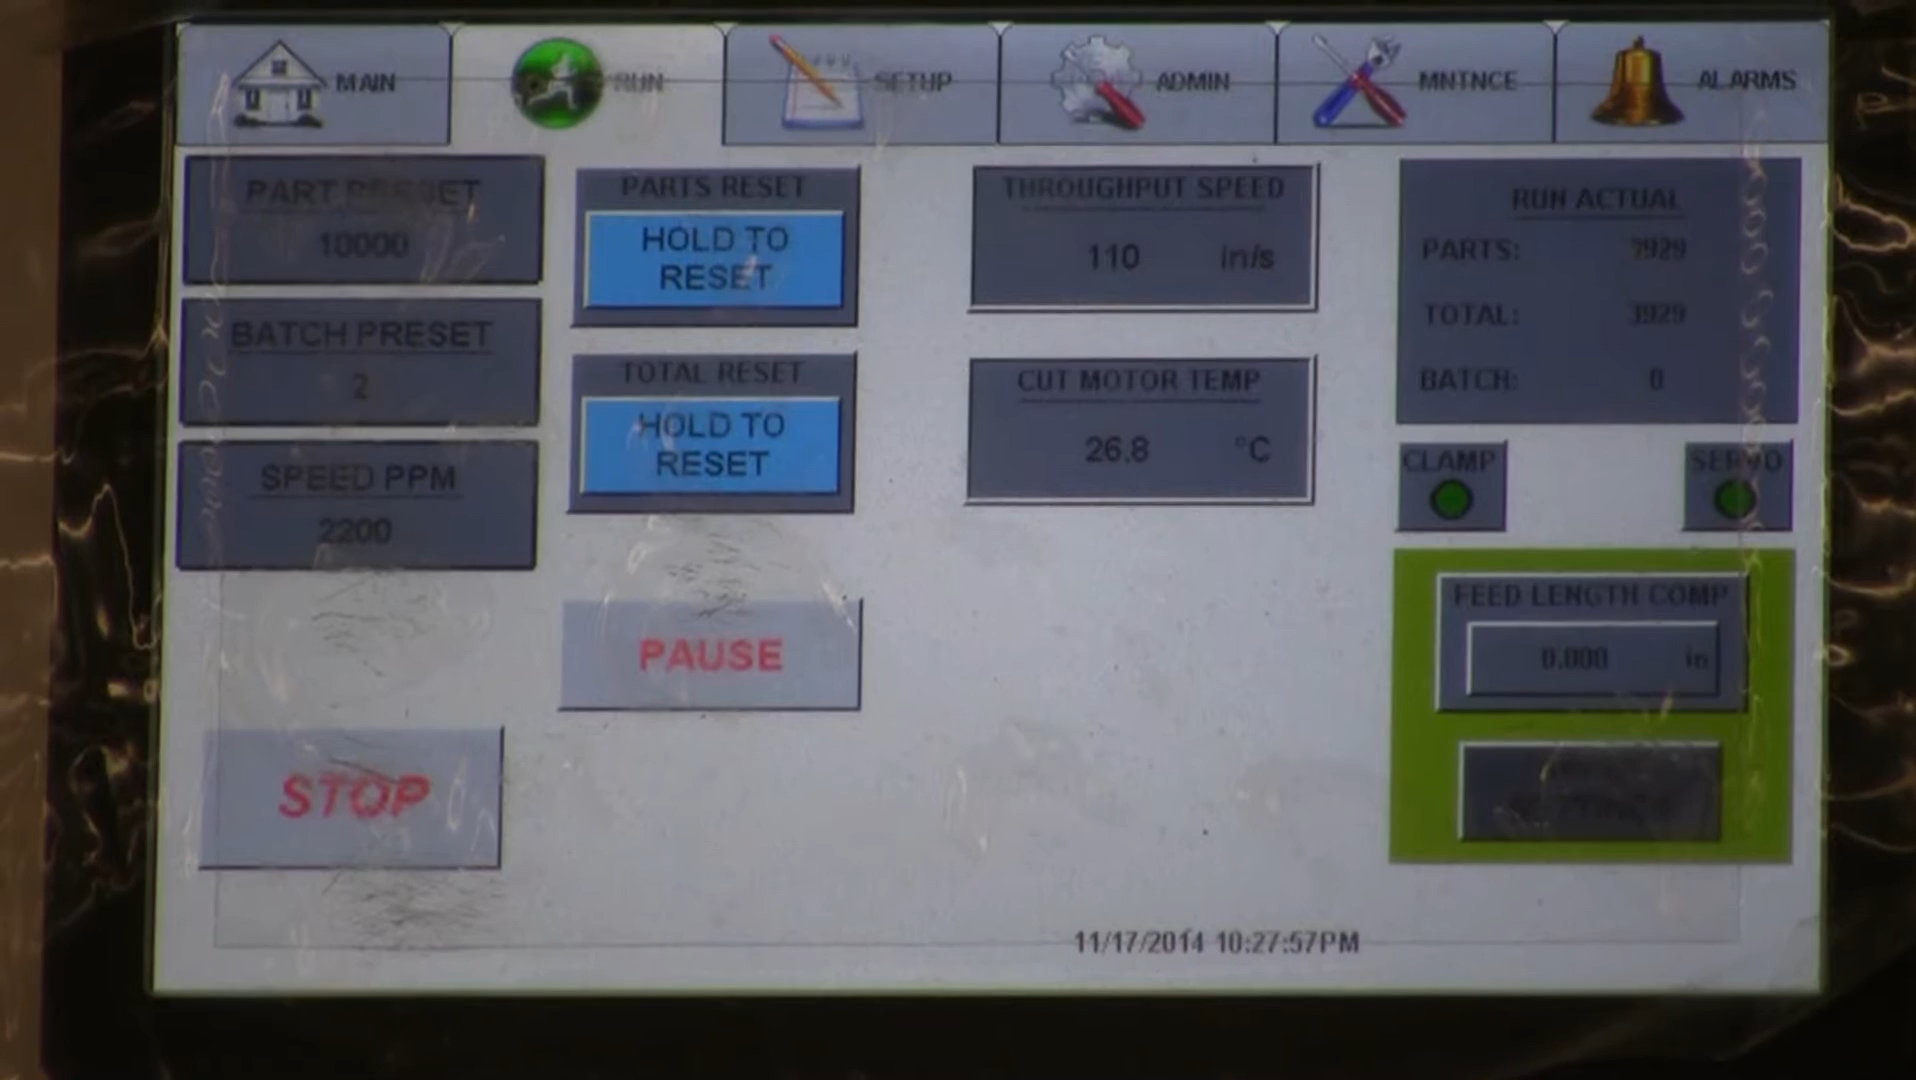 MAIN
RUN
SETUP
ADMIN
MNTNCE
ALARMS
PART PRESET
10000
BATCH PRESET
2
SPEED PPM
2200
STOP
PARTS RESET
HOLD TO
RESET
TOTAL RESET
HOLD TO
RESET
PAUSE
THROUGHPUT SPEED
110 in/s
CUT MOTOR TEMP
26.8 °C
RUN ACTUAL
PARTS: 3929
TOTAL: 3929
BATCH: 0
CLAMP
SERVO
FEED LENGTH COMP
0.000 in
11/17/2014 10:27:57PM